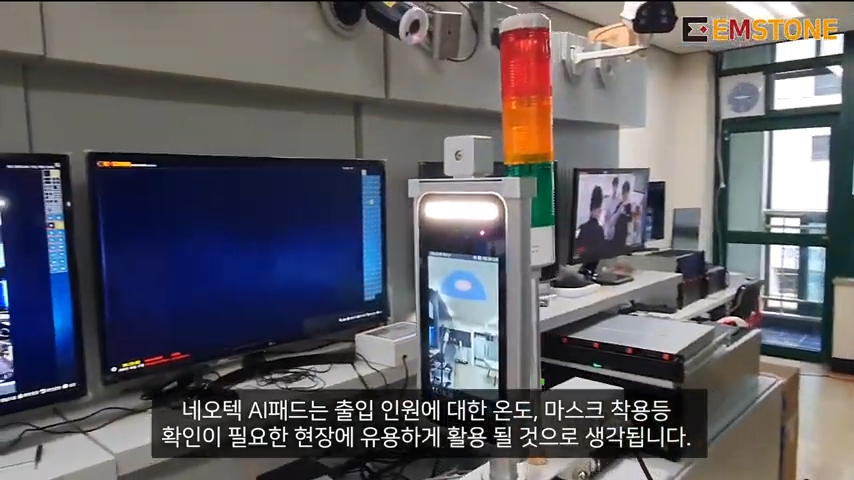 EMSTONE
네오텍 AI패드는 출입 인원에 대한 온도, 마스크 착용등
확인이 필요한 현장에 유용하게 활용 될 것으로 생각됩니다.